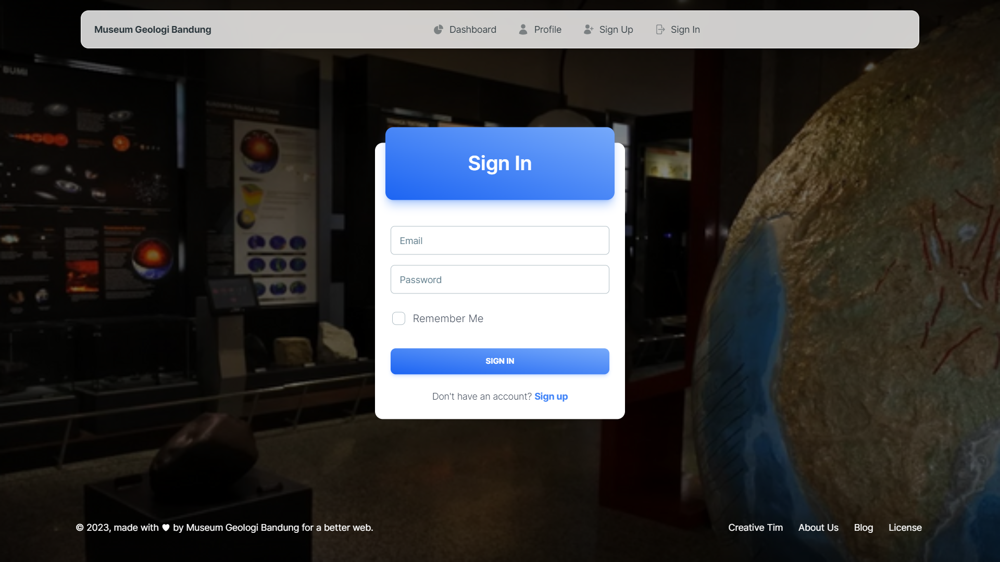 Museum Geologi Bandung
Dashboard
Profile
Sign Up
Sign In
BUMI
Sign In
Email
Password
Remember Me
SIGN IN
Don't have an account? Sign up
© 2023, made with ♥ by Museum Geologi Bandung for a better web.
Creative Tim
About Us
Blog
License